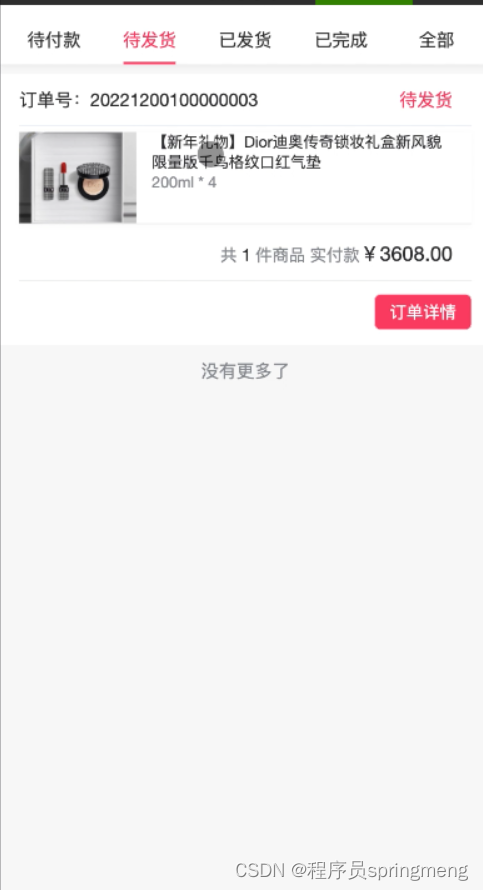 待付款 待发货 已发货 已完成 全部
订单号：20221200100000003 待发货
【新年礼物】Dior迪奥传奇锁妆礼盒新风貌
限量版千鸟格纹口红气垫
200ml * 4
共 1 件商品 实付款 ¥ 3608.00
订单详情
没有更多了
CSDN @程序员springmeng